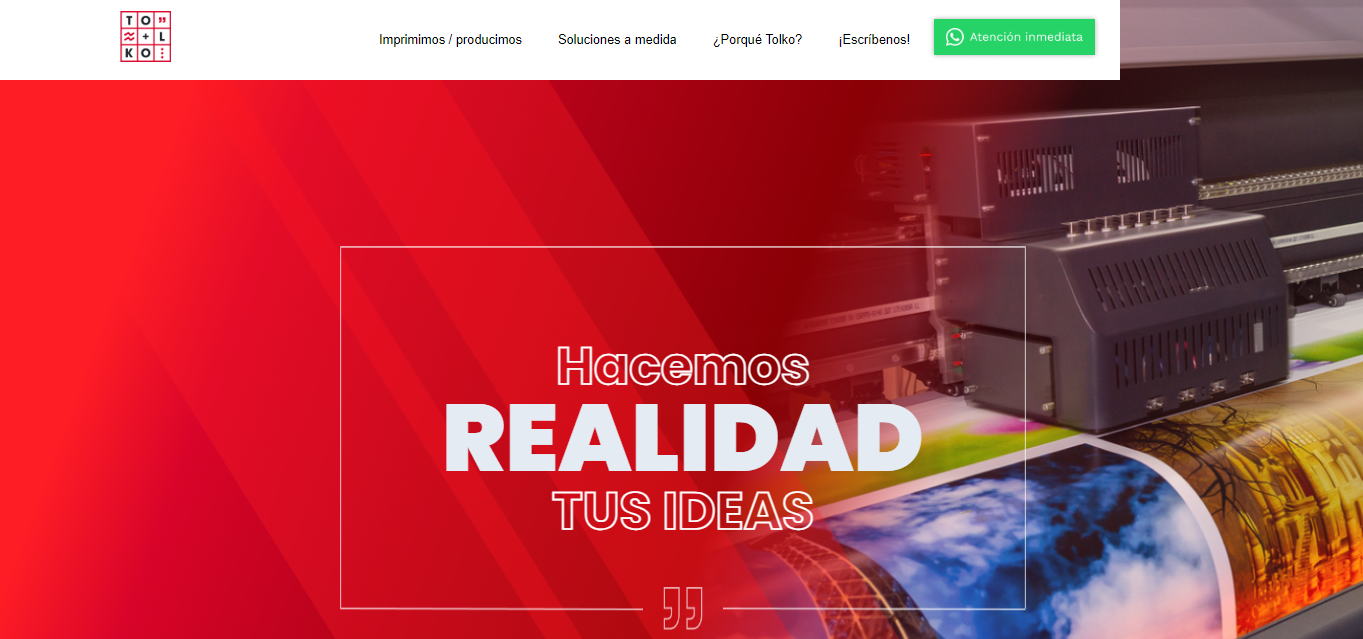 TO"
+L
KO
Imprimimos / producimos
Soluciones a medida
¿Porqué Tolko?
¡Escríbenos!
Atención inmediata
Hacemos
REALIDAD
TUS IDEAS